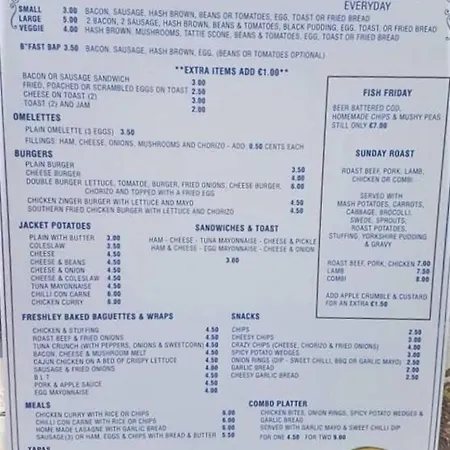 EVERYDAY
SMALL 3.00 BACON, SAUSAGE, HASH BROWN, BEANS OR TOMATOES, EGG, TOAST OR FRIED BREAD
LARGE 5.00 2 BACON, 2 SAUSAGE, HASH BROWN, BEANS & TOMATOES, BLACK PUDDING, EGG, TOAST OR FRIED BREAD
VEGGIE 4.00 HASH BROWN, MUSHROOMS, TATTIE SCONE, BEANS & TOMATOES, EGG, TOAST OR FRIED BREAD
B'FAST BAP 3.50 BACON, SAUSAGE, HASH BROWN, EGG, (BEANS OR TOMATOES OPTIONAL)
**EXTRA ITEMS ADD €1.00**
BACON OR SAUSAGE SANDWICH 3.00
FRIED, POACHED OR SCRAMBLED EGGS ON TOAST 2.50
CHEESE ON TOAST (2) 3.00
TOAST (2) AND JAM 2.00
OMELETTES
PLAIN OMELETTE (3 EGGS) 3.50
FILLINGS: HAM, CHEESE, ONIONS, MUSHROOMS AND CHORIZO - ADD 0.50 CENTS EACH
BURGERS
PLAIN BURGER 3.50
CHEESE BURGER 4.00
DOUBLE BURGER LETTUCE, TOMATO, BURGER, FRIED ONIONS, CHEESE, BURGER, 6.00
CHORIZO AND TOPPED WITH A FRIED EGG
CHICKEN ZINGER BURGER WITH LETTUCE AND MAYO 4.50
SOUTHERN FRIED CHICKEN BURGER WITH LETTUCE AND CHORIZO 4.50
FISH FRIDAY
BEER BATTERED COD,
HOMEMADE CHIPS & MUSHY PEAS
STILL ONLY €7.00
SUNDAY ROAST
ROAST BEEF, PORK, LAMB,
CHICKEN OR COMBI
SERVED WITH
MASH POTATOES, CARROTS,
CABBAGE, BROCOLLI,
SWEDE, SPROUTS,
ROAST POTATOES,
STUFFING, YORKSHIRE PUDDING
& GRAVY
ROAST BEEF, PORK, CHICKEN 7.00
LAMB 7.50
COMBI 8.00
ADD APPLE CRUMBLE & CUSTARD
FOR AN EXTRA €1.50
JACKET POTATOES
PLAIN WITH BUTTER 3.00
COLESLAW 3.50
CHEESE 4.50
CHEESE & BEANS 4.50
CHEESE & ONION 4.50
CHEESE & COLESLAW 4.50
TUNA MAYONNAISE 4.50
CHILLI CON CARNE 6.00
CHICKEN CURRY 6.00
SANDWICHES & TOAST
HAM - CHEESE - TUNA MAYONNAISE - CHEESE & PICKLE
HAM & CHEESE - EGG MAYONNAISE - CHEESE & ONION
3.00
FRESHLEY BAKED BAGUETTES & WRAPS
CHICKEN & STUFFING 4.50
ROAST BEEF & FRIED ONIONS 4.50
TUNA CRUNCH (WITH PEPPERS, ONIONS & SWEETCORN) 4.50
BACON, CHEESE & MUSHROOM MELT 4.50
CAJUN CHICKEN ON A BED OF CRISPY LETTUCE 4.50
SAUSAGE & FRIED ONIONS 4.00
B L T 4.50
PORK & APPLE SAUCE 4.50
EGG MAYONNAISE 4.00
SNACKS
CHIPS 2.50
CHEESY CHIPS 3.00
CRAZY CHIPS (CHEESE, CHORIZO & FRIED ONIONS) 4.00
SPICY POTATO WEDGES 3.00
ONION RINGS (DIP - SWEET CHILLI, BBQ OR GARLIC MAYO) 2.50
GARLIC BREAD 2.00
CHEESY GARLIC BREAD 2.50
MEALS
CHICKEN CURRY WITH RICE OR CHIPS 6.00
CHILLI CON CARNE WITH RICE OR CHIPS 6.00
HOME MADE LASAGNE WITH GARLIC BREAD 6.00
SAUSAGE(3) OR HAM, EGGS & CHIPS WITH BREAD & BUTTER 5.50
COMBO PLATTER
CHICKEN BITES, ONION RINGS, SPICY POTATO WEDGES &
GARLIC BREAD
SERVED WITH GARLIC MAYO & SWEET CHILLI DIP
FOR ONE 4.50 FOR TWO 9.00
TAPAS